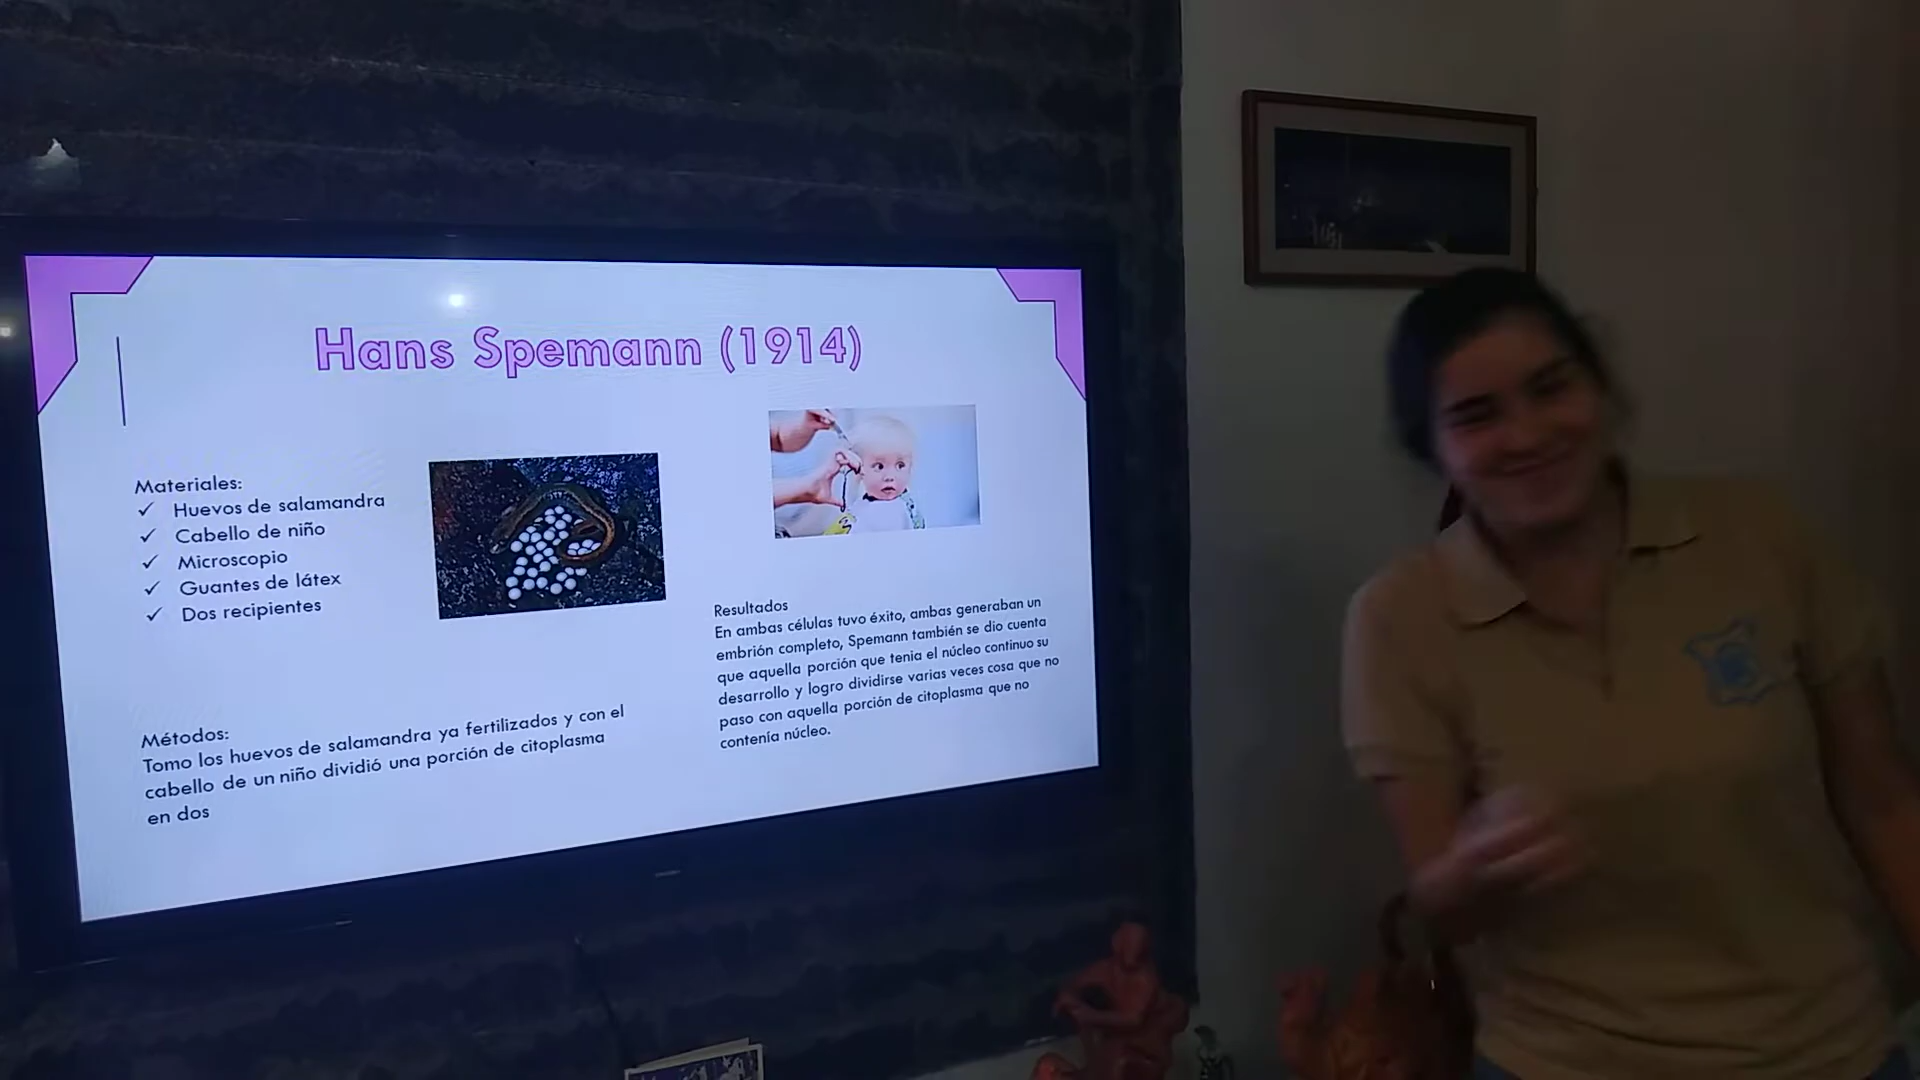 Hans Spemann (1914)
Materiales:
✓ Huevos de salamandra
✓ Cabello de niño
✓ Microscopio
✓ Guantes de látex
✓ Dos recipientes
Métodos:
Tomo los huevos de salamandra ya fertilizados y con el
cabello de un niño dividió una porción de citoplasma
en dos
Resultados
En ambas células tuvo éxito, ambas generaban un
embrión completo, Spemann también se dio cuenta
que aquella porción que tenia el núcleo continuo su
desarrollo y logro dividirse varias veces cosa que no
paso con aquella porción de citoplasma que no
contenía núcleo.